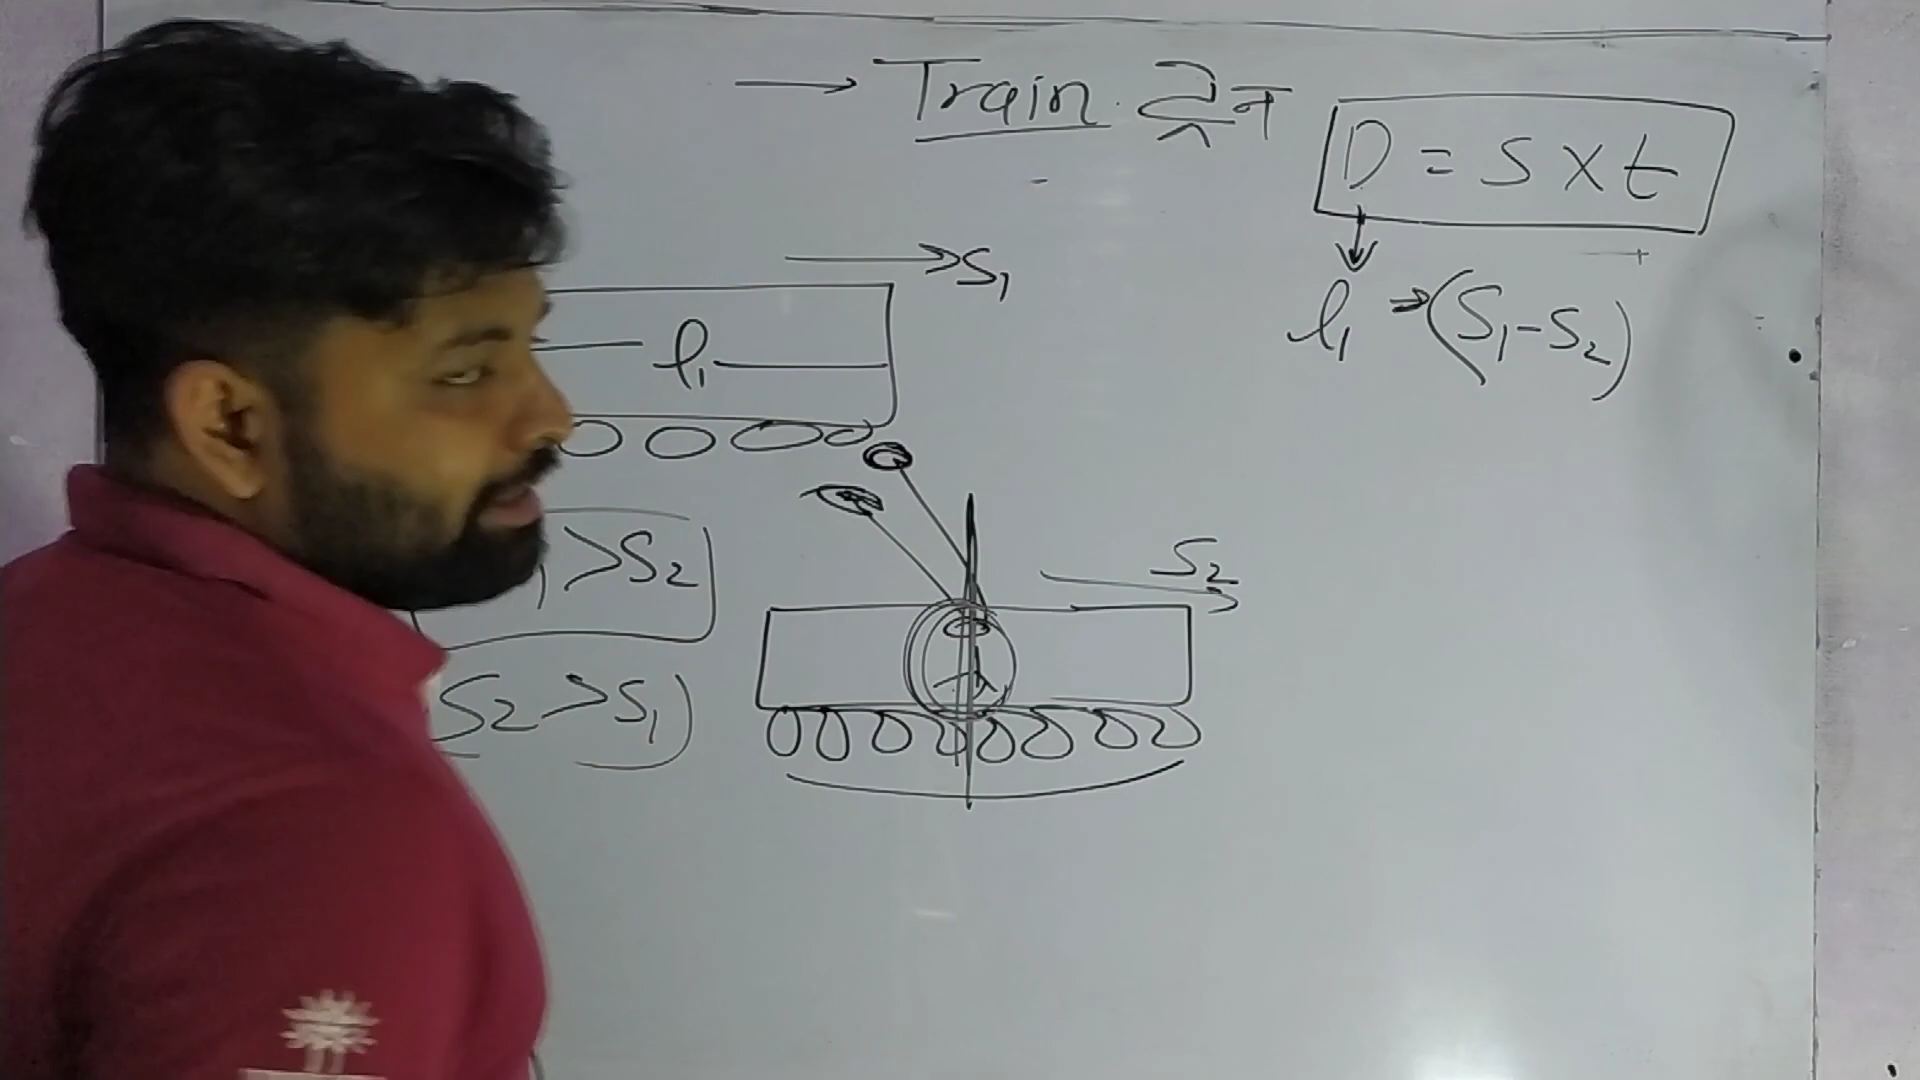 → Train ट्रेन
D = S × t
→ S₁
l₁ → (S₁ - S₂)
l₁
> S₂
S₂
S₂ > S₁)